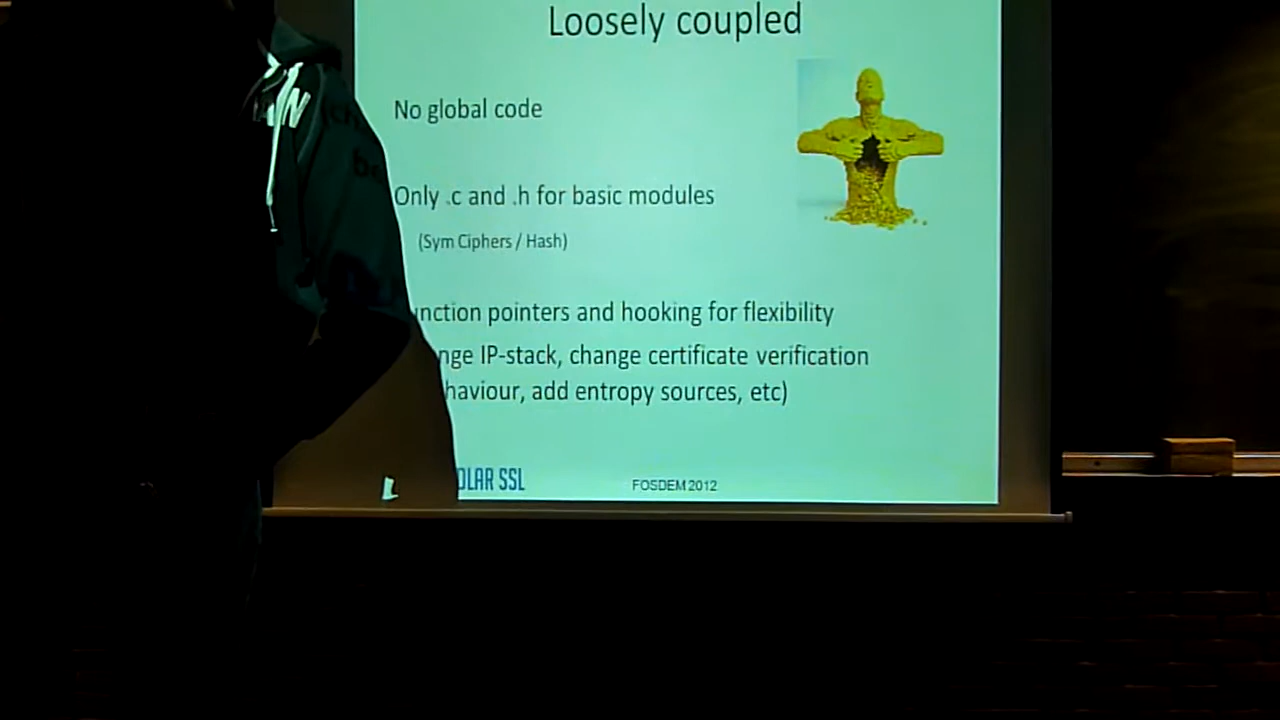 Loosely coupled
No global code
Only .c and .h for basic modules
(Sym Ciphers / Hash)
nction pointers and hooking for flexibility
nge IP-stack, change certificate verification
haviour, add entropy sources, etc)
OLAR SSL
FOSDEM 2012